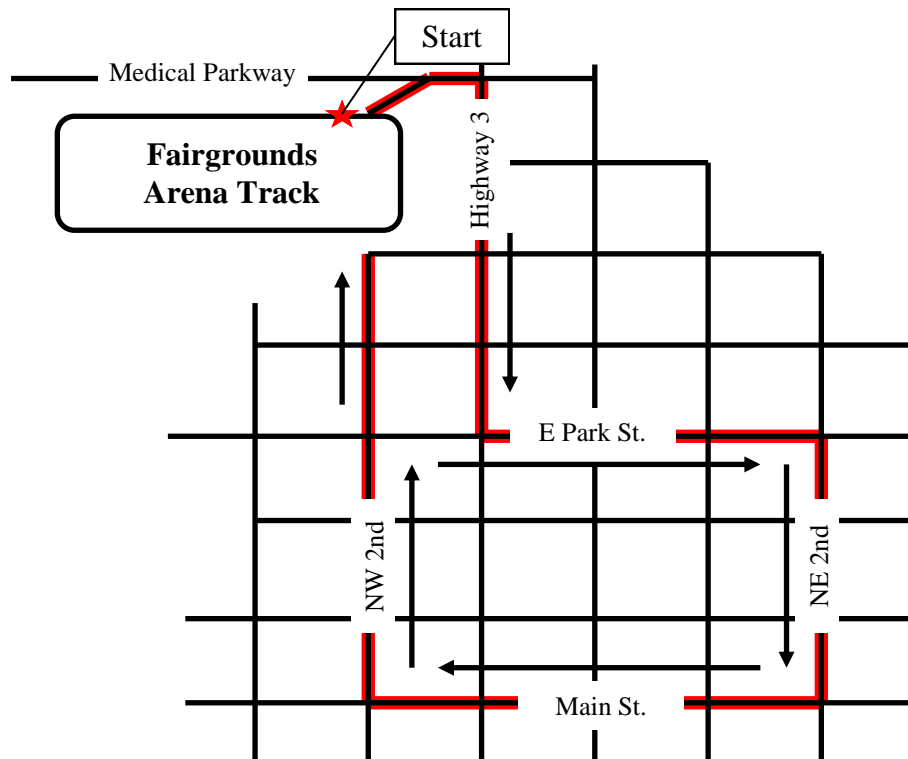 Start
Medical Parkway
Fairgrounds
Arena Track
Highway 3
E Park St.
NW 2nd
NE 2nd
Main St.